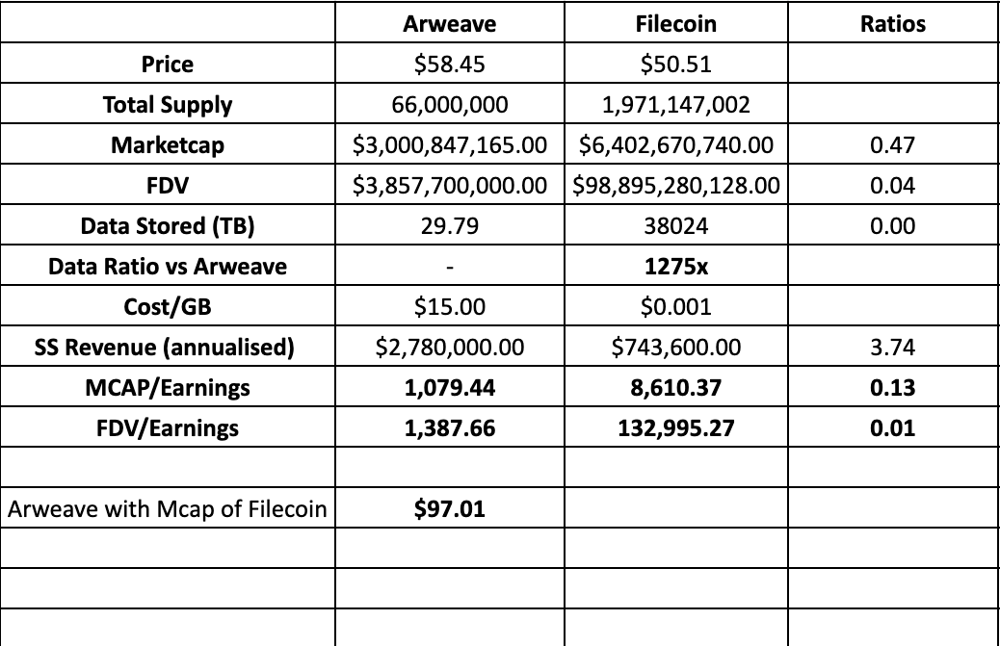 Arweave Filecoin Ratios
Price $58.45 $50.51
Total Supply 66,000,000 1,971,147,002
Marketcap $3,000,847,165.00 $6,402,670,740.00 0.47
FDV $3,857,700,000.00 $98,895,280,128.00 0.04
Data Stored (TB) 29.79 38024 0.00
Data Ratio vs Arweave - 1275x
Cost/GB $15.00 $0.001
SS Revenue (annualised) $2,780,000.00 $743,600.00 3.74
MCAP/Earnings 1,079.44 8,610.37 0.13
FDV/Earnings 1,387.66 132,995.27 0.01
Arweave with Mcap of Filecoin $97.01